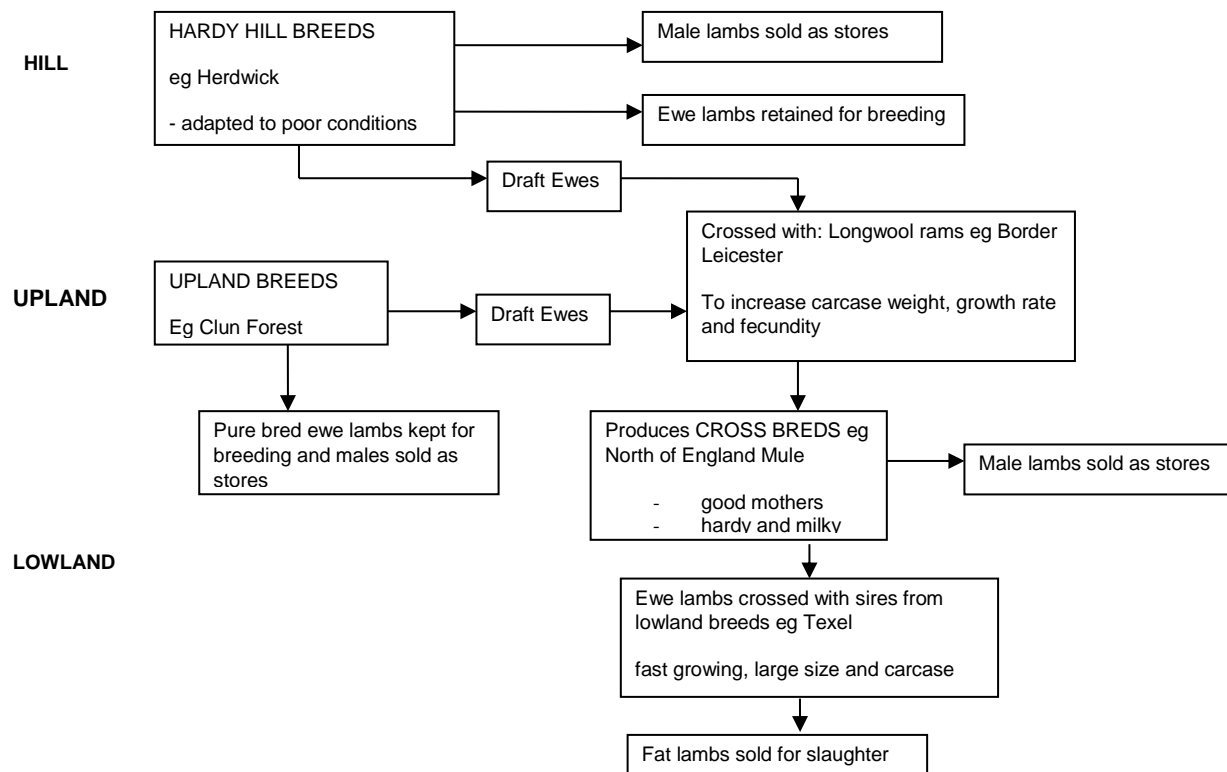 HILL
HARDY HILL BREEDS
eg Herdwick
- adapted to poor conditions
Male lambs sold as stores
Ewe lambs retained for breeding
Draft Ewes
Crossed with: Longwool rams eg Border
Leicester
To increase carcase weight, growth rate
and fecundity
UPLAND
UPLAND BREEDS
Eg Clun Forest
Draft Ewes
Pure bred ewe lambs kept for
breeding and males sold as
stores
Produces CROSS BREDS eg
North of England Mule
- good mothers
- hardy and milky
Male lambs sold as stores
LOWLAND
Ewe lambs crossed with sires from
lowland breeds eg Texel
fast growing, large size and carcase
Fat lambs sold for slaughter